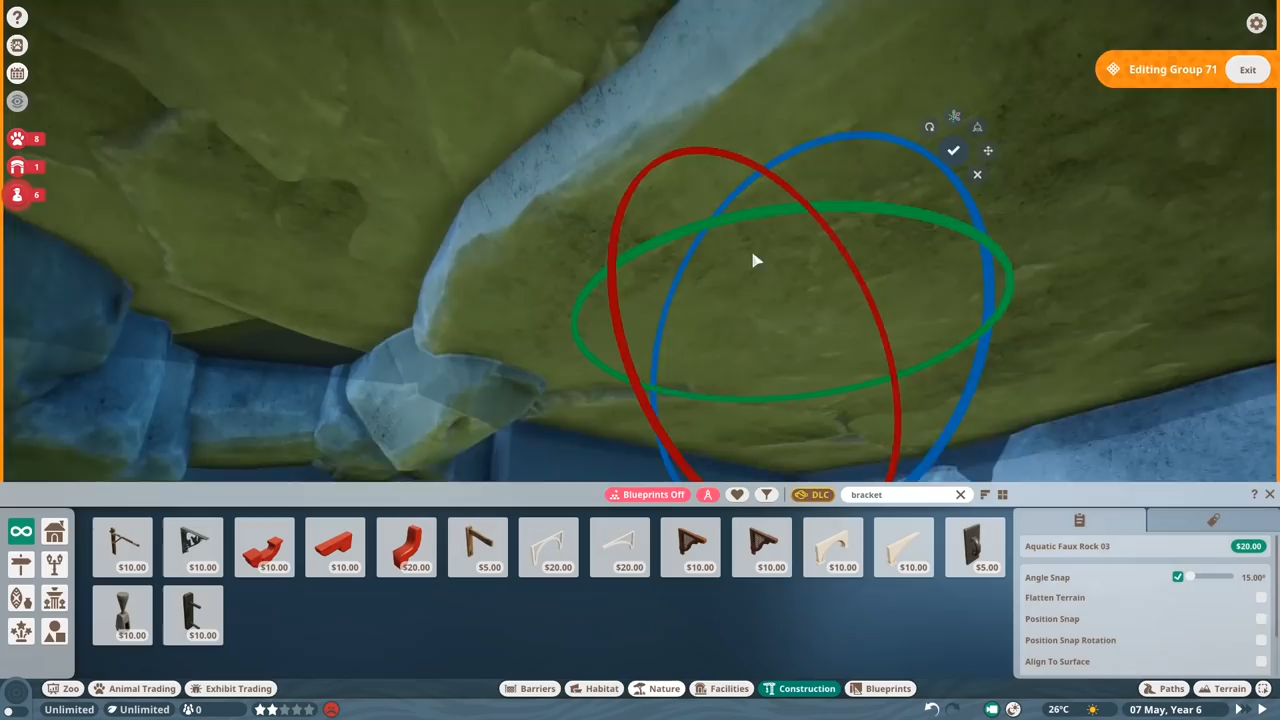 ?
Editing Group 71
Exit
8
1
6
Blueprints Off
DLC
bracket
?
$10.00
$10.00
$10.00
$10.00
$20.00
$5.00
$20.00
$20.00
$10.00
$10.00
$10.00
$10.00
$5.00
$10.00
$10.00
Aquatic Faux Rock 03
$20.00
Angle Snap
15.00°
Flatten Terrain
Position Snap
Position Snap Rotation
Align To Surface
Zoo
Animal Trading
Exhibit Trading
Barriers
Habitat
Nature
Facilities
Construction
Blueprints
Paths
Terrain
Unlimited
Unlimited
0
26°C
07 May, Year 6